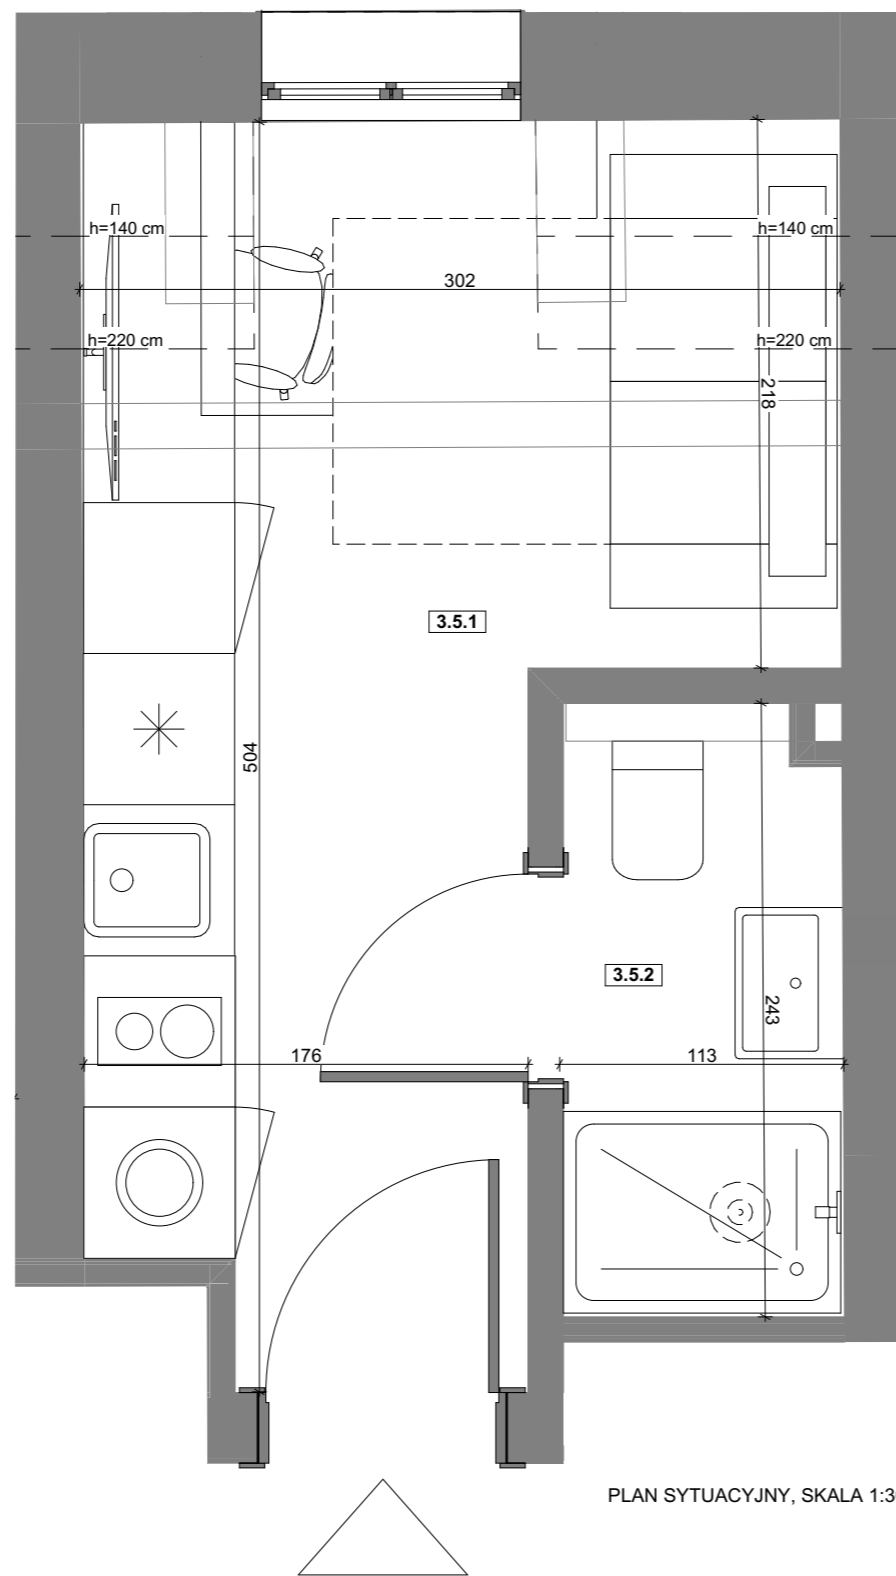 h=140 cm
h=140 cm
302
h=220 cm
h=220 cm
218
3.5.1
504
3.5.2
243
176
113
PLAN SYTUACYJNY, SKALA 1:3